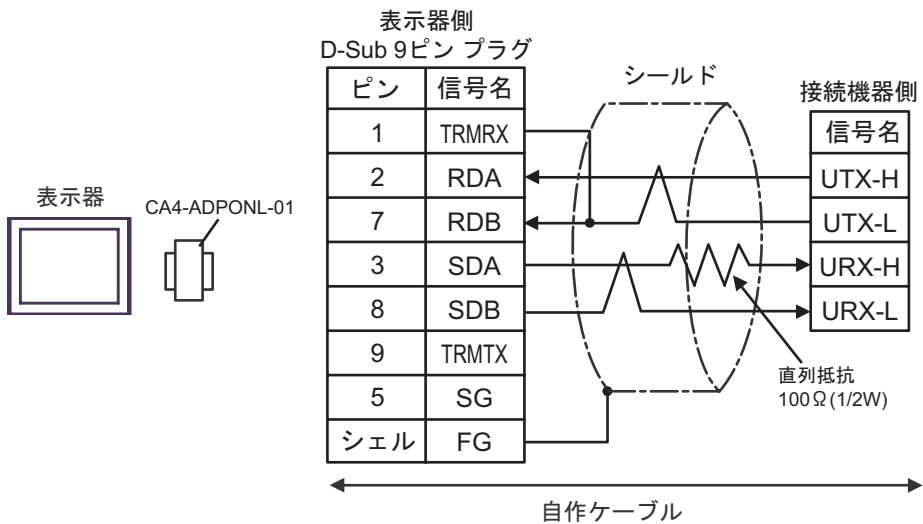 表示器側
D-Sub 9ピン プラグ
ピン 信号名
1 TRMRX
2 RDA
7 RDB
3 SDA
8 SDB
9 TRMTX
5 SG
シェル FG
シールド
接続機器側
信号名
UTX-H
UTX-L
URX-H
URX-L
表示器
CA4-ADPONL-01
直列抵抗
100Ω(1/2W)
自作ケーブル